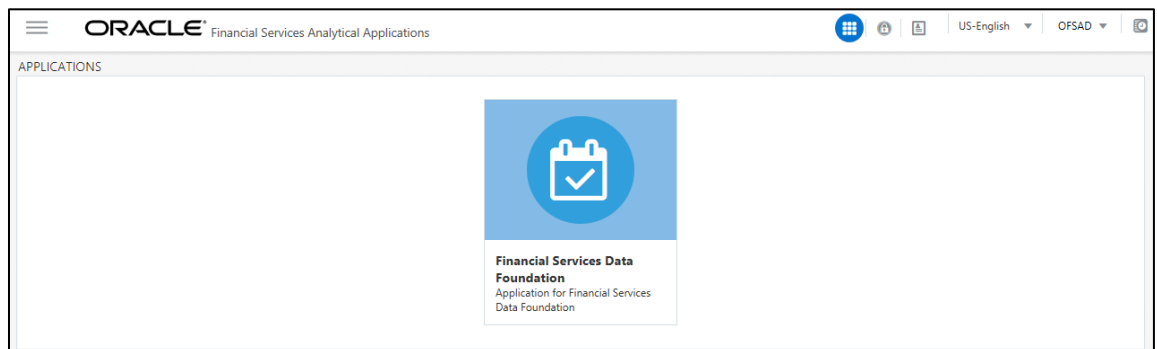 ORACLE® Financial Services Analytical Applications US-English OFSAD
APPLICATIONS
Financial Services Data
Foundation
Application for Financial Services
Data Foundation